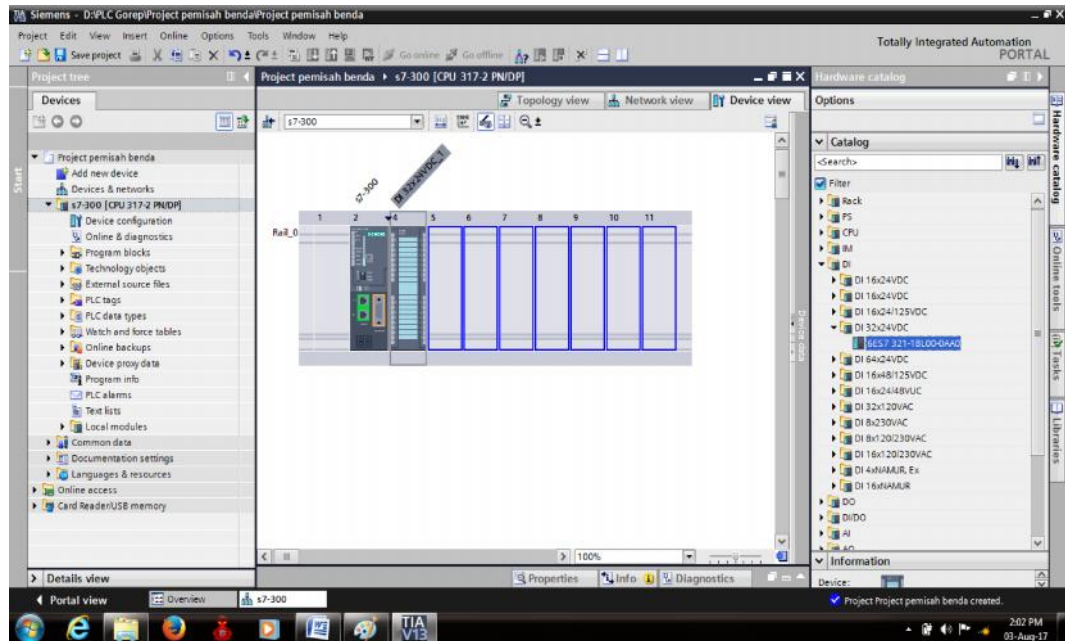 Siemens - D:\PLC Gorep\Project pemisah benda\Project pemisah benda
Project Edit View Insert Online Options Tools Window Help
Totally Integrated Automation
PORTAL
Save project
Go online
Go offline
Project tree
Devices
Project pemisah benda
Add new device
Devices & networks
s7-300 [CPU 317-2 PN/DP]
Device configuration
Online & diagnostics
Program blocks
Technology objects
External source files
PLC tags
PLC data types
Watch and force tables
Online backups
Device proxy data
Program info
PLC alarms
Text lists
Local modules
Common data
Documentation settings
Languages & resources
Online access
Card Reader/USB memory
Details view
Start
Project pemisah benda
s7-300 [CPU 317-2 PN/DP]
Topology view
Network view
Device view
s7-300
s7-300
DI 32x24VDC_1
1 2 4 5 6 7 8 9 10 11
Rail_0
100%
Properties
Info
Diagnostics
Device data
Hardware catalog
Options
Catalog
<Search>
Filter
Rack
PS
CPU
IM
DI
DI 16x24VDC
DI 16x24VDC
DI 16x24/125VDC
DI 32x24VDC
6ES7 321-1BL00-0AA0
DI 64x24VDC
DI 16x48/125VDC
DI 16x24/48VUC
DI 32x120VAC
DI 8x230VAC
DI 8x120/230VAC
DI 16x120/230VAC
DI 4xNAMUR, Ex
DI 16xNAMUR
DO
DI/DO
AI
AO
Information
Device:
Hardware catalog
Online tools
Tasks
Libraries
Portal view
Overview
s7-300
Project Project pemisah benda created.
TIA
V13
2:02 PM
03-Aug-17